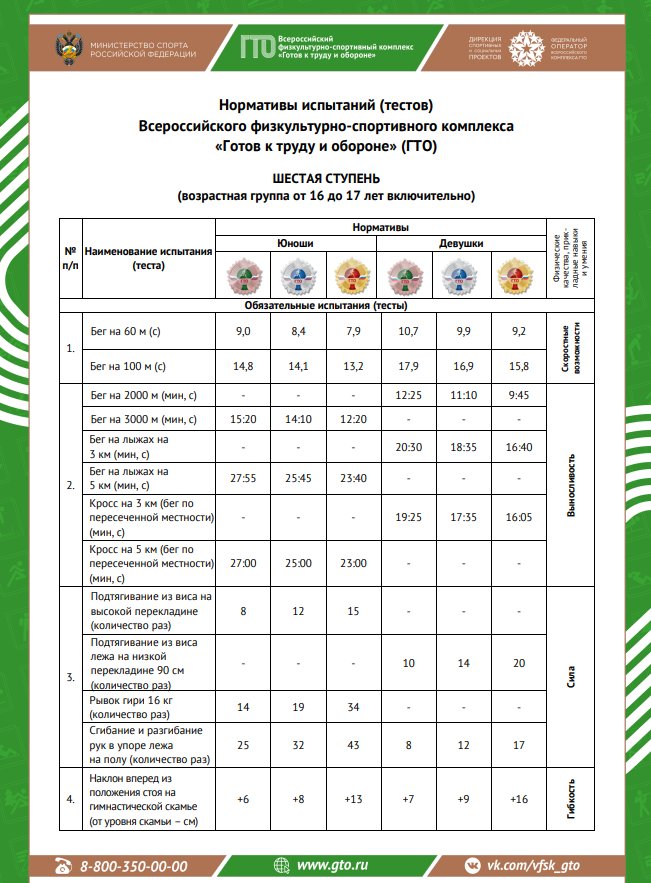 МИНИСТЕРСТВО СПОРТА
РОССИЙСКОЙ ФЕДЕРАЦИИ
ГТО
Всероссийский
физкультурно-спортивный комплекс
«Готов к труду и обороне»
ДИРЕКЦИЯ
СПОРТИВНЫХ
И СОЦИАЛЬНЫХ
ПРОЕКТОВ
ФЕДЕРАЛЬНЫЙ
ОПЕРАТОР
ВСЕРОССИЙСКОГО
КОМПЛЕКСА ГТО
Нормативы испытаний (тестов)
Всероссийского физкультурно-спортивного комплекса
«Готов к труду и обороне» (ГТО)
ШЕСТАЯ СТУПЕНЬ
(возрастная группа от 16 до 17 лет включительно)
№
п/п
Наименование испытания
(теста)
Нормативы
Юноши Девушки
ГТО ГТО ГТО ГТО ГТО ГТО
Физические
качества, прик-
ладные навыки
и умения
Обязательные испытания (тесты)
1.
Бег на 60 м (с) 9,0 8,4 7,9 10,7 9,9 9,2
Бег на 100 м (с) 14,8 14,1 13,2 17,9 16,9 15,8
Скоростные
возможности
2.
Бег на 2000 м (мин, с) - - - 12:25 11:10 9:45
Бег на 3000 м (мин, с) 15:20 14:10 12:20 - - -
Бег на лыжах на
3 км (мин, с) - - - 20:30 18:35 16:40
Бег на лыжах на
5 км (мин, с) 27:55 25:45 23:40 - - -
Кросс на 3 км (бег по
пересеченной местности)
(мин, с) - - - 19:25 17:35 16:05
Кросс на 5 км (бег по
пересеченной местности)
(мин, с) 27:00 25:00 23:00 - - -
Выносливость
3.
Подтягивание из виса на
высокой перекладине
(количество раз) 8 12 15 - - -
Подтягивание из виса
лежа на низкой
перекладине 90 см
(количество раз) - - - 10 14 20
Рывок гири 16 кг
(количество раз) 14 19 34 - - -
Сгибание и разгибание
рук в упоре лежа
на полу (количество раз) 25 32 43 8 12 17
Сила
4.
Наклон вперед из
положения стоя на
гимнастической скамье
(от уровня скамьи – см) +6 +8 +13 +7 +9 +16
Гибкость
8-800-350-00-00
www.gto.ru
vk.com/vfsk_gto